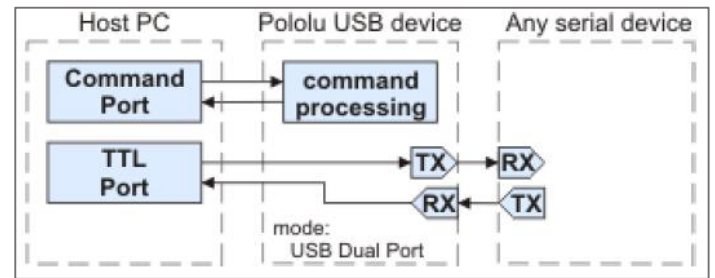 Host PC
Pololu USB device
Any serial device
Command
Port
command
processing
TTL
Port
TX
RX
RX
TX
mode:
USB Dual Port